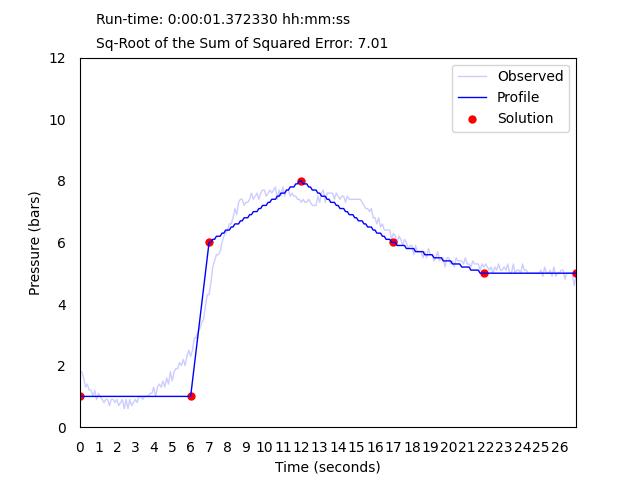 Run-time: 0:00:01.372330 hh:mm:ss
Sq-Root of the Sum of Squared Error: 7.01
12
10
8
6
4
2
0
Pressure (bars)
Observed
Profile
Solution
0 1 2 3 4 5 6 7 8 9 10 11 12 13 14 15 16 17 18 19 20 21 22 23 24 25 26
Time (seconds)